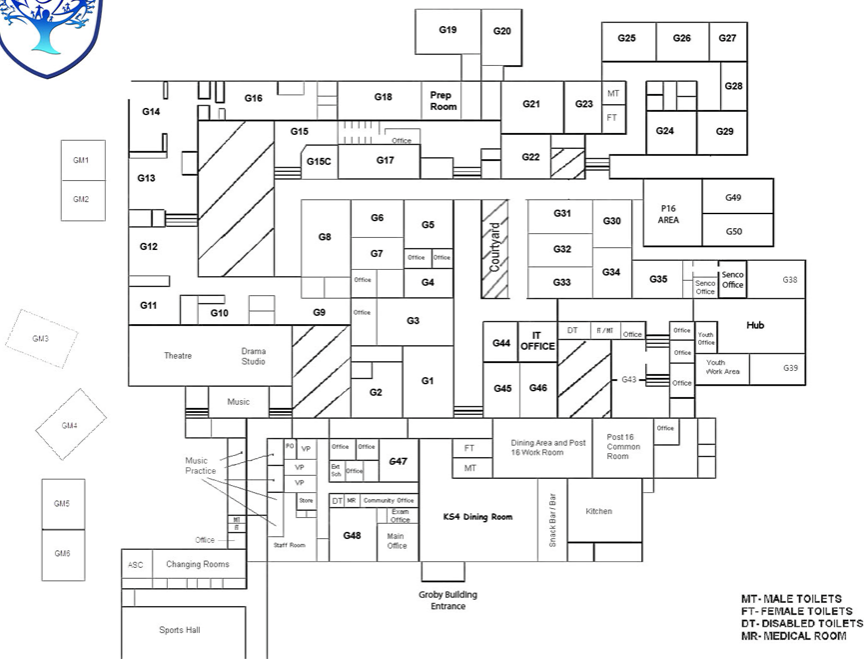 G19
G20
G25
G26
G27
G28
G14
G16
G18
Prep
Room
G21
G23
MT
FT
G24
G29
GM1
GM2
G15
Office
G15C
G17
G22
G13
P16
AREA
G49
G50
G12
G8
G6
G5
G7
Office
Office
Office
G4
Courtyard
G31
G30
G32
G33
G34
G35
Senco
Office
Senco
Office
G38
G11
G10
G9
Office
G3
GM3
Theatre
Drama
Studio
G44
IT
OFFICE
DT
Office
Office
Youth
Office
Hub
Office
Youth
Work Area
G39
G43
Office
G2
G1
G45
G46
Music
GM4
Music
Practice
PO
VP
VP
VP
Office
Office
Ext
Sch
Office
G47
FT
MT
Dining Area and Post
16 Work Room
Post 16
Common
Room
Office
GM5
GM6
Store
DT
MR
Community Office
Exam
Office
KS4 Dining Room
Snack Bar / Bar
Kitchen
MT
Office
Staff Room
G48
Main
Office
ASC
Changing Rooms
Groby Building
Entrance
Sports Hall
MT- MALE TOILETS
FT- FEMALE TOILETS
DT- DISABLED TOILETS
MR- MEDICAL ROOM